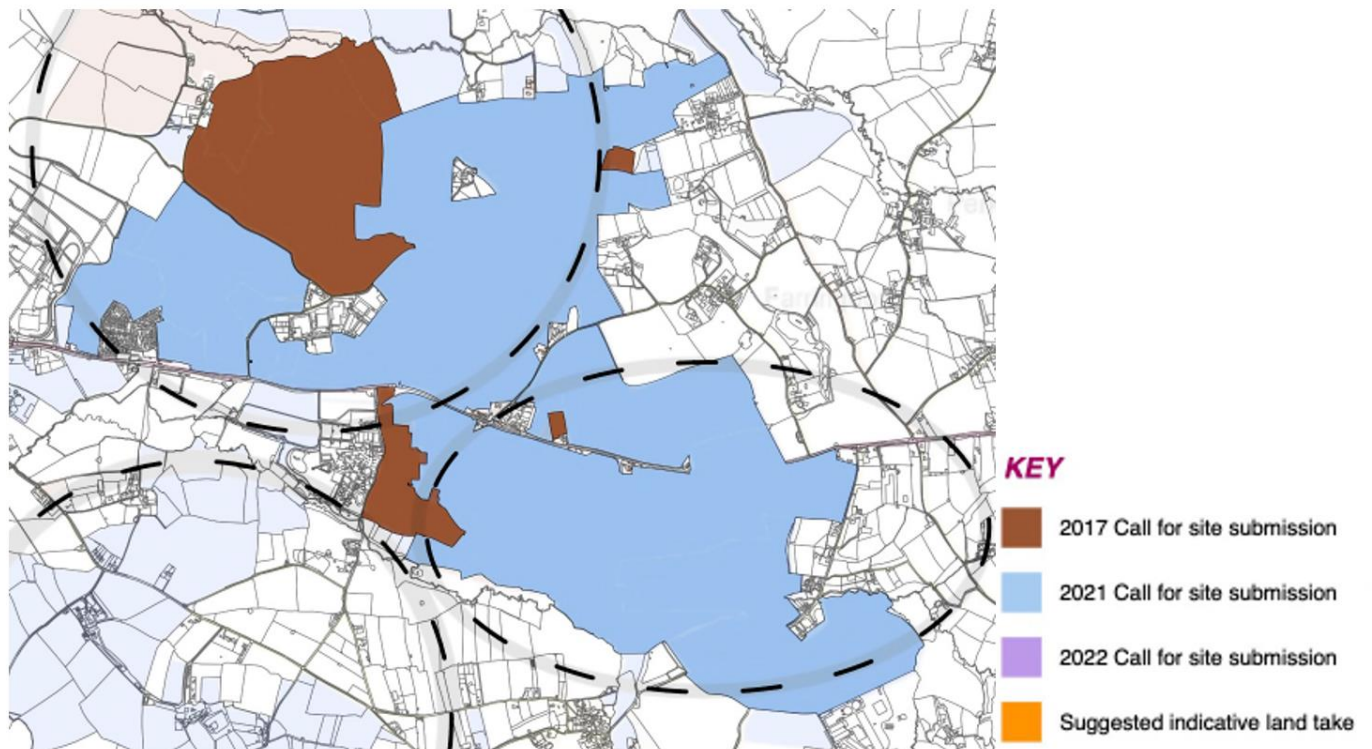 KEY
2017 Call for site submission
2021 Call for site submission
2022 Call for site submission
Suggested indicative land take